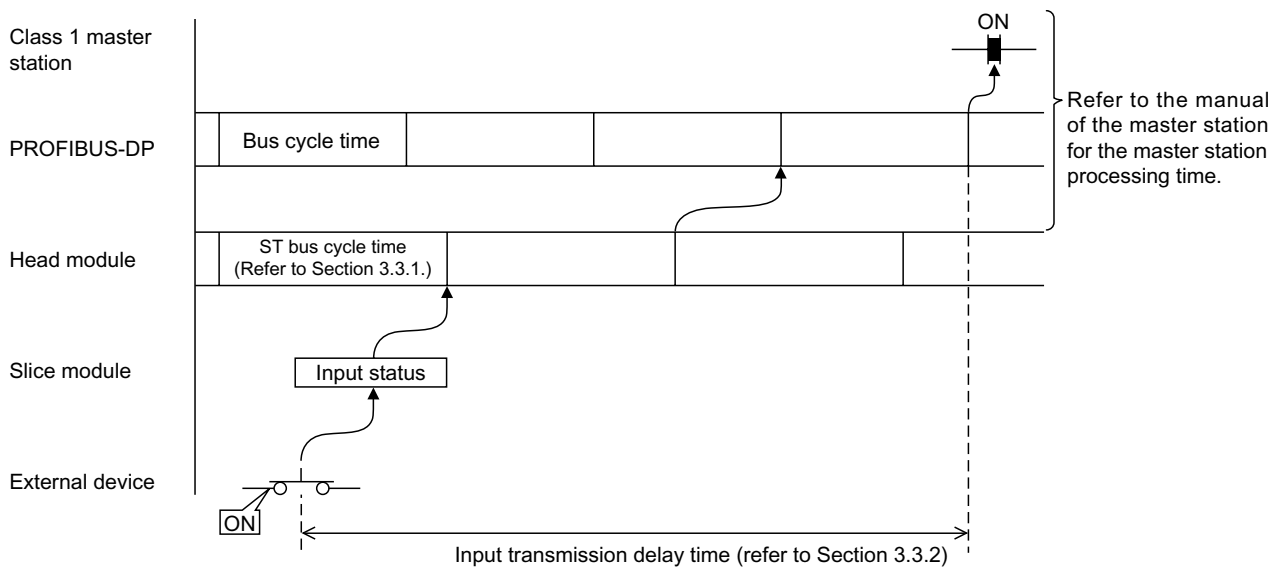 ON
Class 1 master
station
Refer to the manual
of the master station
for the master station
processing time.
PROFIBUS-DP
Bus cycle time
Head module
ST bus cycle time
(Refer to Section 3.3.1.)
Slice module
Input status
External device
ON
Input transmission delay time (refer to Section 3.3.2)